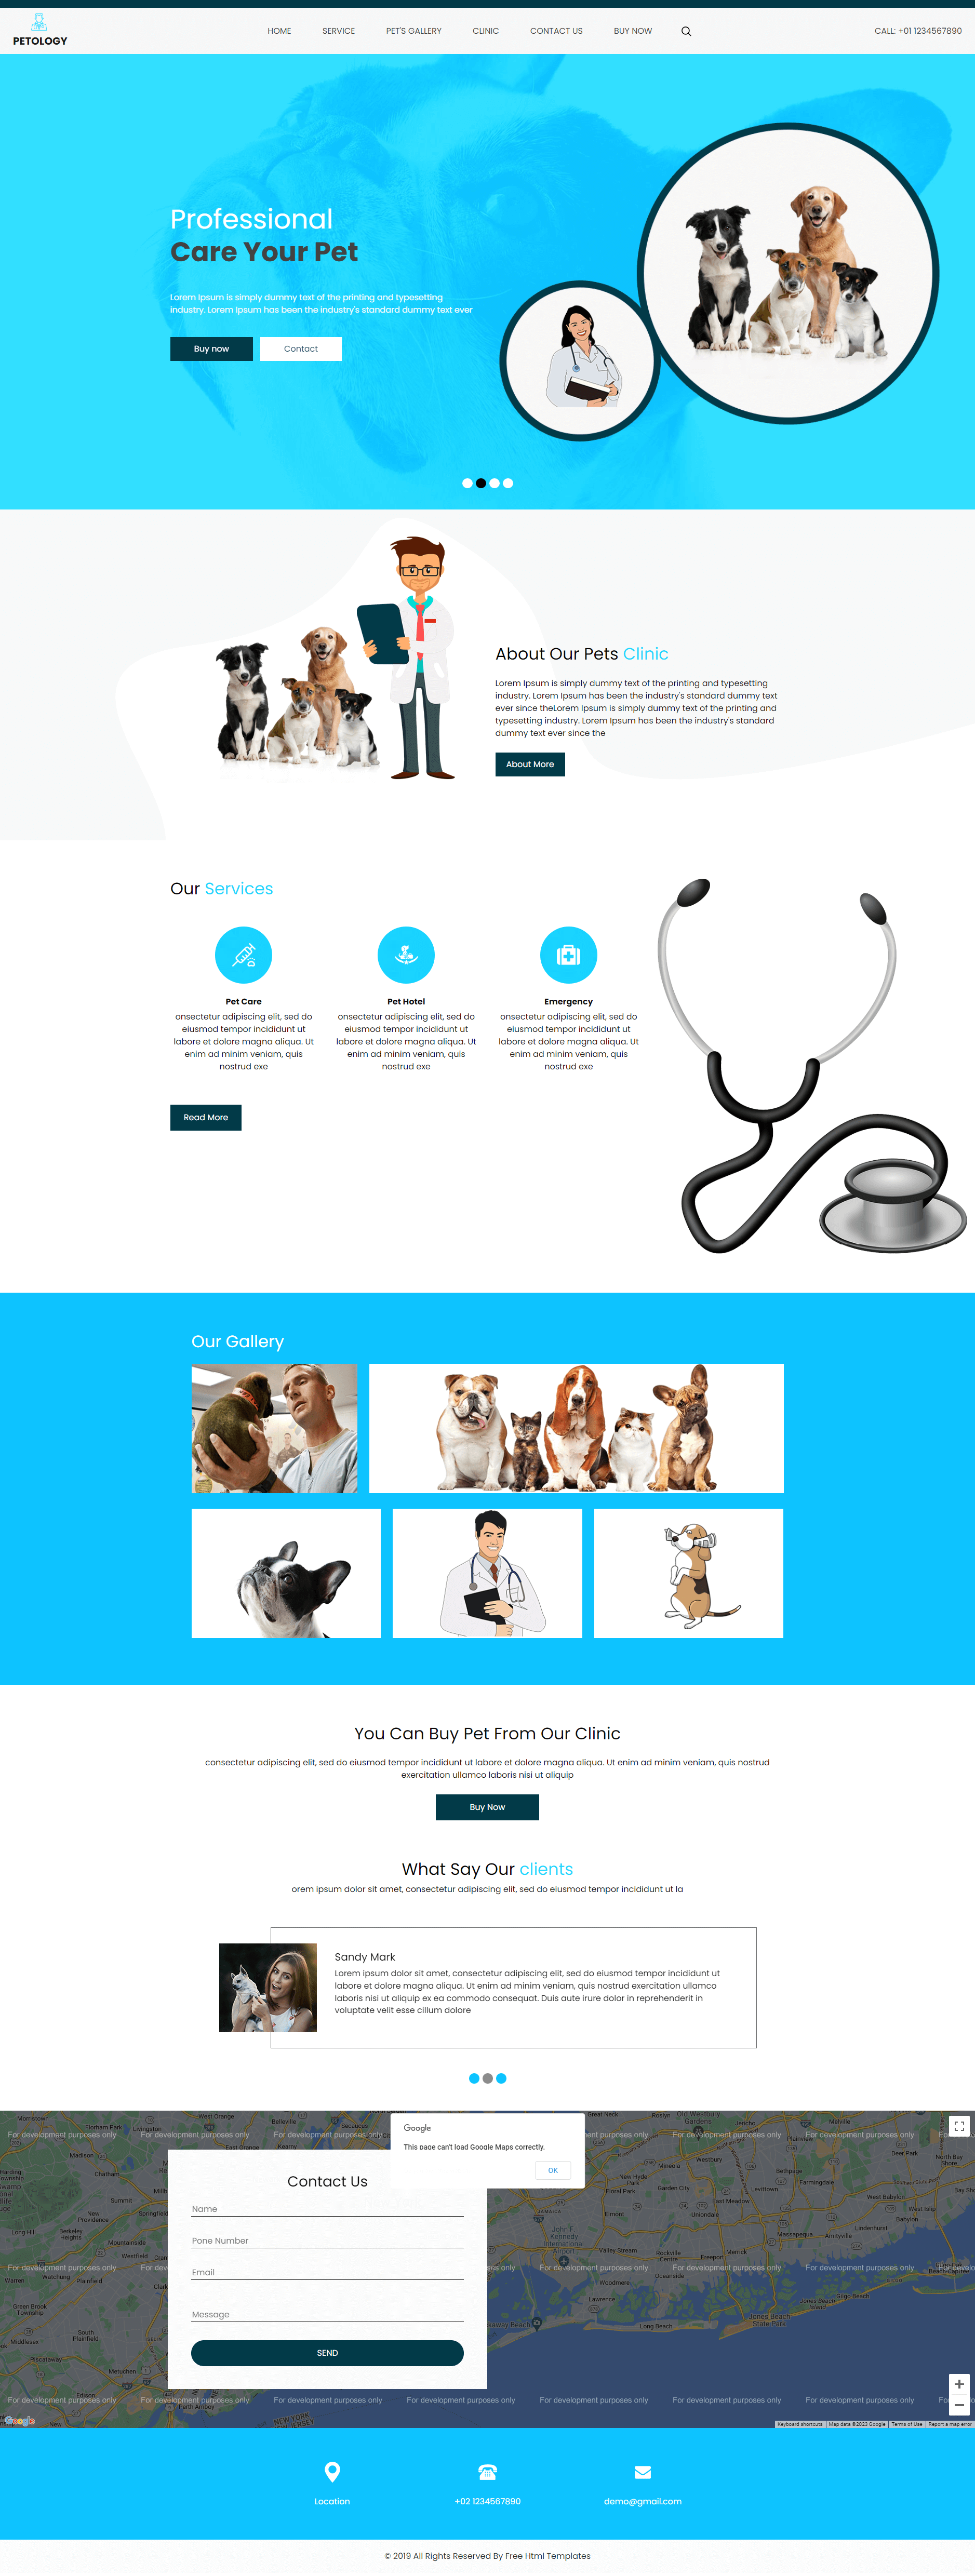 PETOLOGY
HOME
SERVICE
PET'S GALLERY
CLINIC
CONTACT US
BUY NOW
CALL: +01 1234567890
Professional
Care Your Pet
Lorem Ipsum is simply dummy text of the printing and typesetting
industry. Lorem Ipsum has been the industry's standard dummy text ever
Buy now
Contact
About Our Pets Clinic
Lorem Ipsum is simply dummy text of the printing and typesetting
industry. Lorem Ipsum has been the industry's standard dummy text
ever since theLorem Ipsum is simply dummy text of the printing and
typesetting industry. Lorem Ipsum has been the industry's standard
dummy text ever since the
About More
Our Services
Pet Care
onsectetur adipiscing elit, sed do
eiusmod tempor incididunt ut
labore et dolore magna aliqua. Ut
enim ad minim veniam, quis
nostrud exe
Pet Hotel
onsectetur adipiscing elit, sed do
eiusmod tempor incididunt ut
labore et dolore magna aliqua. Ut
enim ad minim veniam, quis
nostrud exe
Emergency
onsectetur adipiscing elit, sed do
eiusmod tempor incididunt ut
labore et dolore magna aliqua. Ut
enim ad minim veniam, quis
nostrud exe
Read More
Our Gallery
You Can Buy Pet From Our Clinic
consectetur adipiscing elit, sed do eiusmod tempor incididunt ut labore et dolore magna aliqua. Ut enim ad minim veniam, quis nostrud
exercitation ullamco laboris nisi ut aliquip
Buy Now
What Say Our clients
orem ipsum dolor sit amet, consectetur adipiscing elit, sed do eiusmod tempor incididunt ut la
Sandy Mark
Lorem ipsum dolor sit amet, consectetur adipiscing elit, sed do eiusmod tempor incididunt ut
labore et dolore magna aliqua. Ut enim ad minim veniam, quis nostrud exercitation ullamco
laboris nisi ut aliquip ex ea commodo consequat. Duis aute irure dolor in reprehenderit in
voluptate velit esse cillum dolore
Google
This page can't load Google Maps correctly.
OK
Contact Us
Name
Pone Number
Email
Message
SEND
For development purposes only
Keyboard shortcuts
Map data ©2023 Google
Terms of Use
Report a map error
Google
Location
+02 1234567890
demo@gmail.com
© 2019 All Rights Reserved By Free Html Templates